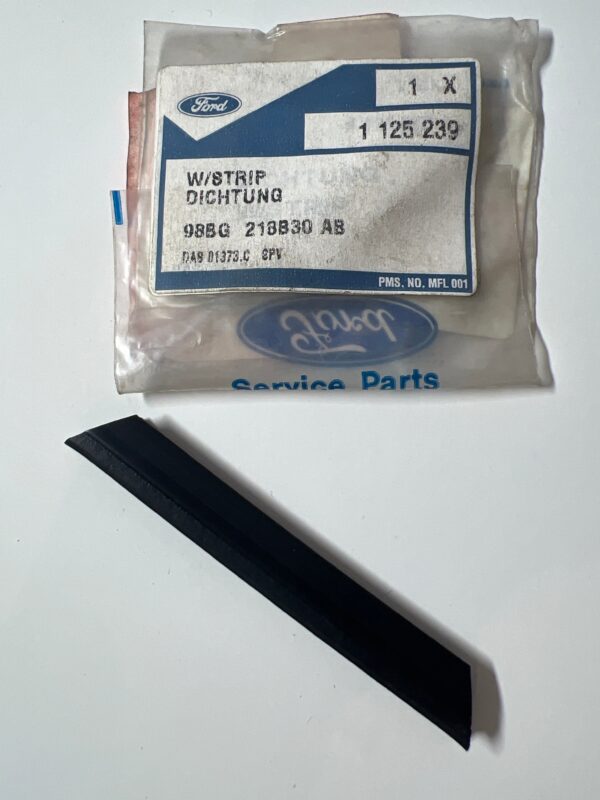 Ford
1 X
1 125 239
W/STRIP
DICHTUNG
98BG 218B30 AB
DA9 01373.C SPV
PMS. NO. MFL 001
Ford
Service Parts